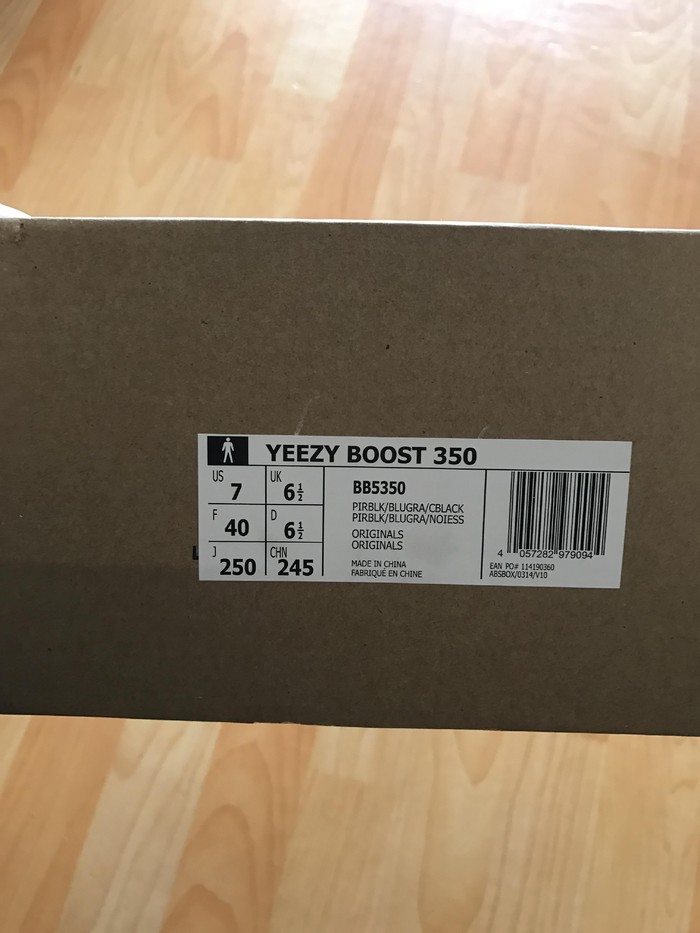 YEEZY BOOST 350
US 7
UK 6½
F 40
D 6½
J 250
CHN 245
BB5350
PIRBLK/BLUGRA/CBLACK
PIRBLK/BLUGRA/NOIESS
ORIGINALS
ORIGINALS
MADE IN CHINA
FABRIQUÉ EN CHINE
4 057282 979094
EAN PO# 114190360
ABSBOX/0314/V10